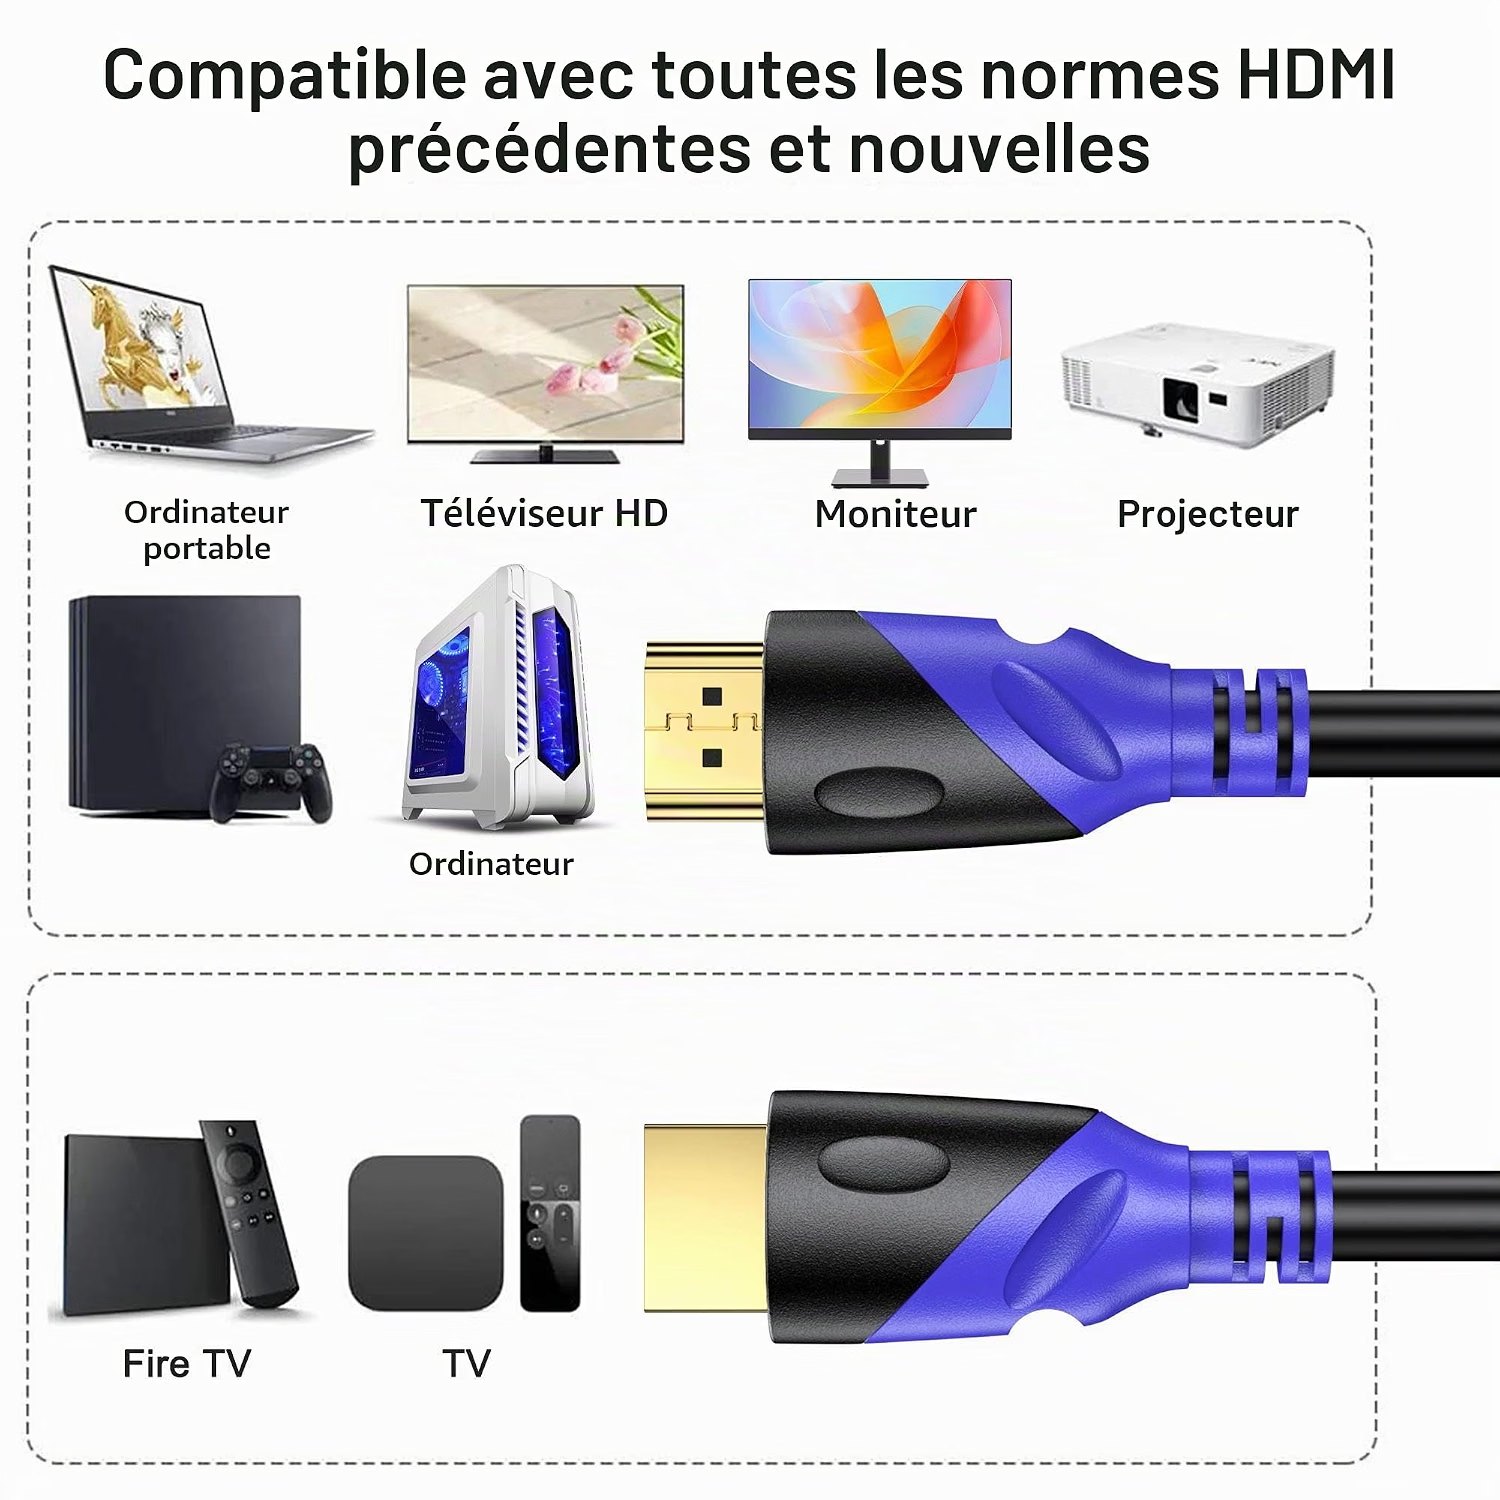 Compatible avec toutes les normes HDMI
précédentes et nouvelles
Ordinateur
portable
Téléviseur HD
Moniteur
Projecteur
Ordinateur
Fire TV
TV